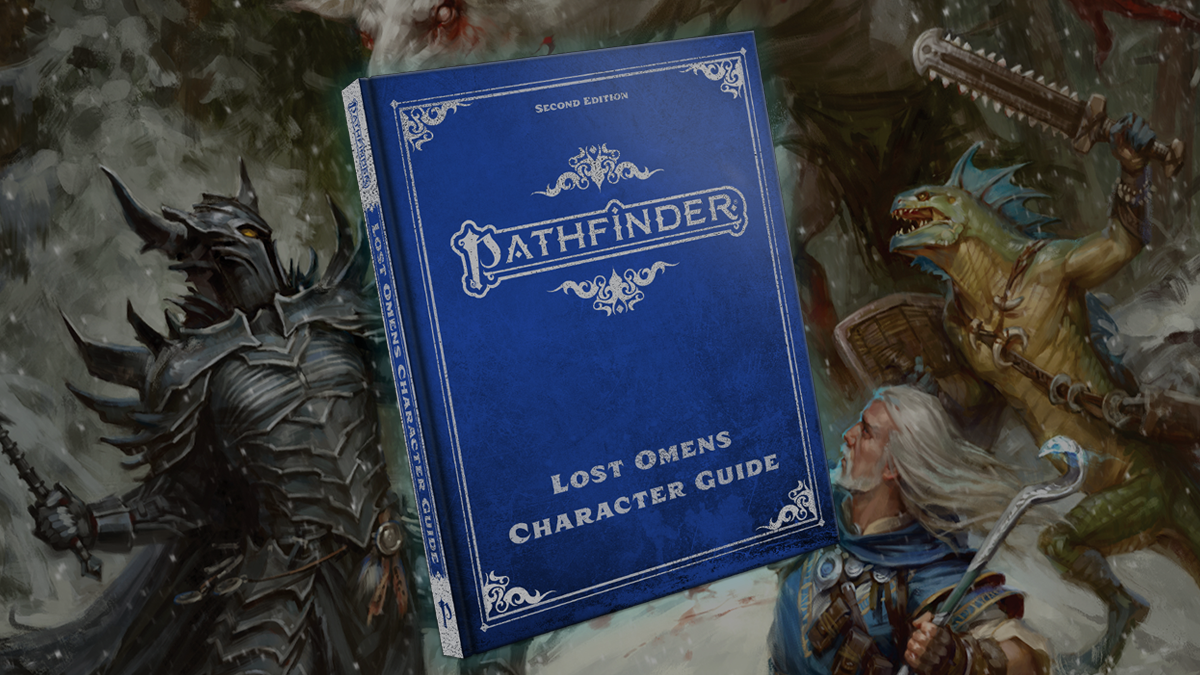 SECOND EDITION
PATHFINDER
LOST OMENS
CHARACTER GUIDE
PATHFINDER
LOST OMENS CHARACTER GUIDE
P